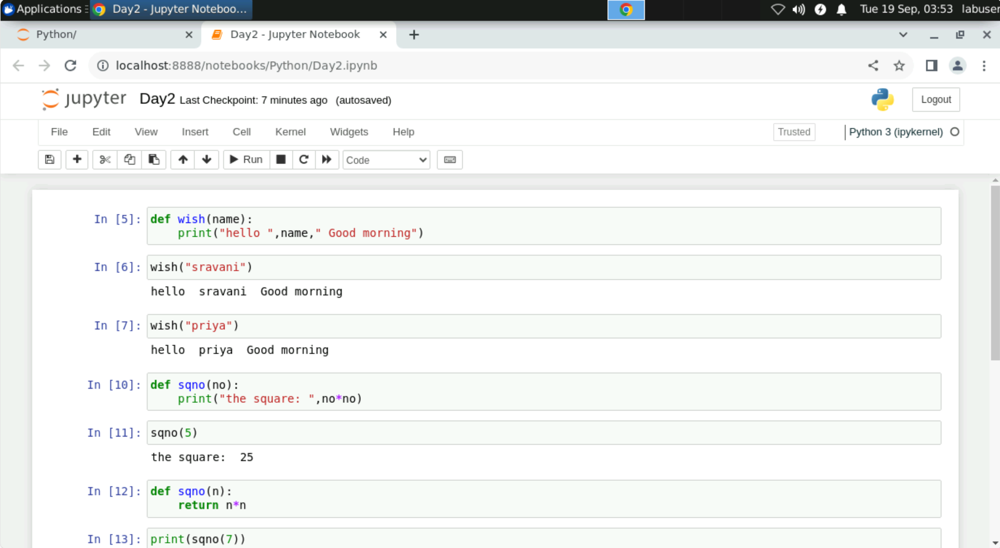 Applications Day2 - Jupyter Noteboo... Tue 19 Sep, 03:53 labuser
Python/ Day2 - Jupyter Notebook
localhost:8888/notebooks/Python/Day2.ipynb
jupyter Day2 Last Checkpoint: 7 minutes ago (autosaved) Logout
File Edit View Insert Cell Kernel Widgets Help Trusted Python 3 (ipykernel)
Run Code
In [5]: def wish(name):
print("hello ",name," Good morning")
In [6]: wish("sravani")
hello  sravani  Good morning
In [7]: wish("priya")
hello  priya  Good morning
In [10]: def sqno(no):
print("the square: ",no*no)
In [11]: sqno(5)
the square:  25
In [12]: def sqno(n):
return n*n
In [13]: print(sqno(7))